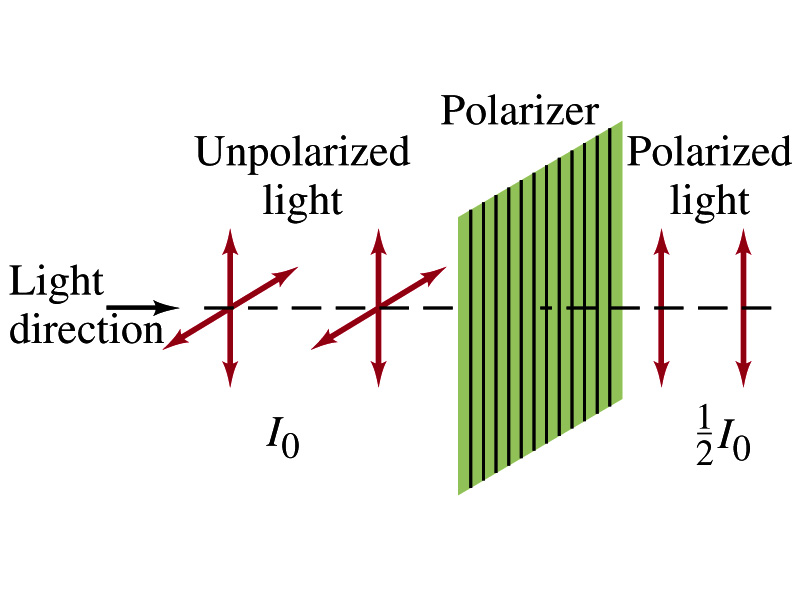 Polarizer
Unpolarized
light
Polarized
light
Light
direction
I₀
½I₀